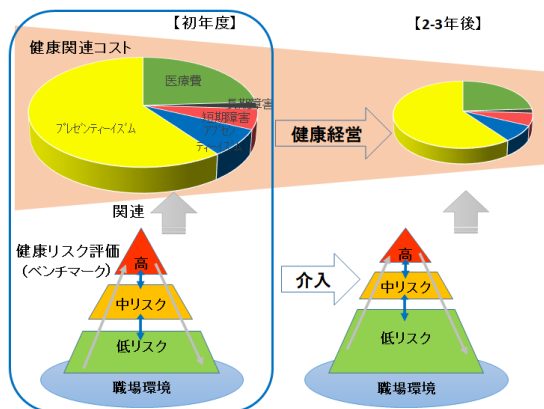 【初年度】
【2-3年後】
健康関連コスト
医療費
長期障害
短期障害
アブセン
ティーイズム
プレゼンティーイズム
健康経営
関連
健康リスク評価
(ベンチマーク)
高
中リスク
低リスク
職場環境
介入
高
中リスク
低リスク
職場環境